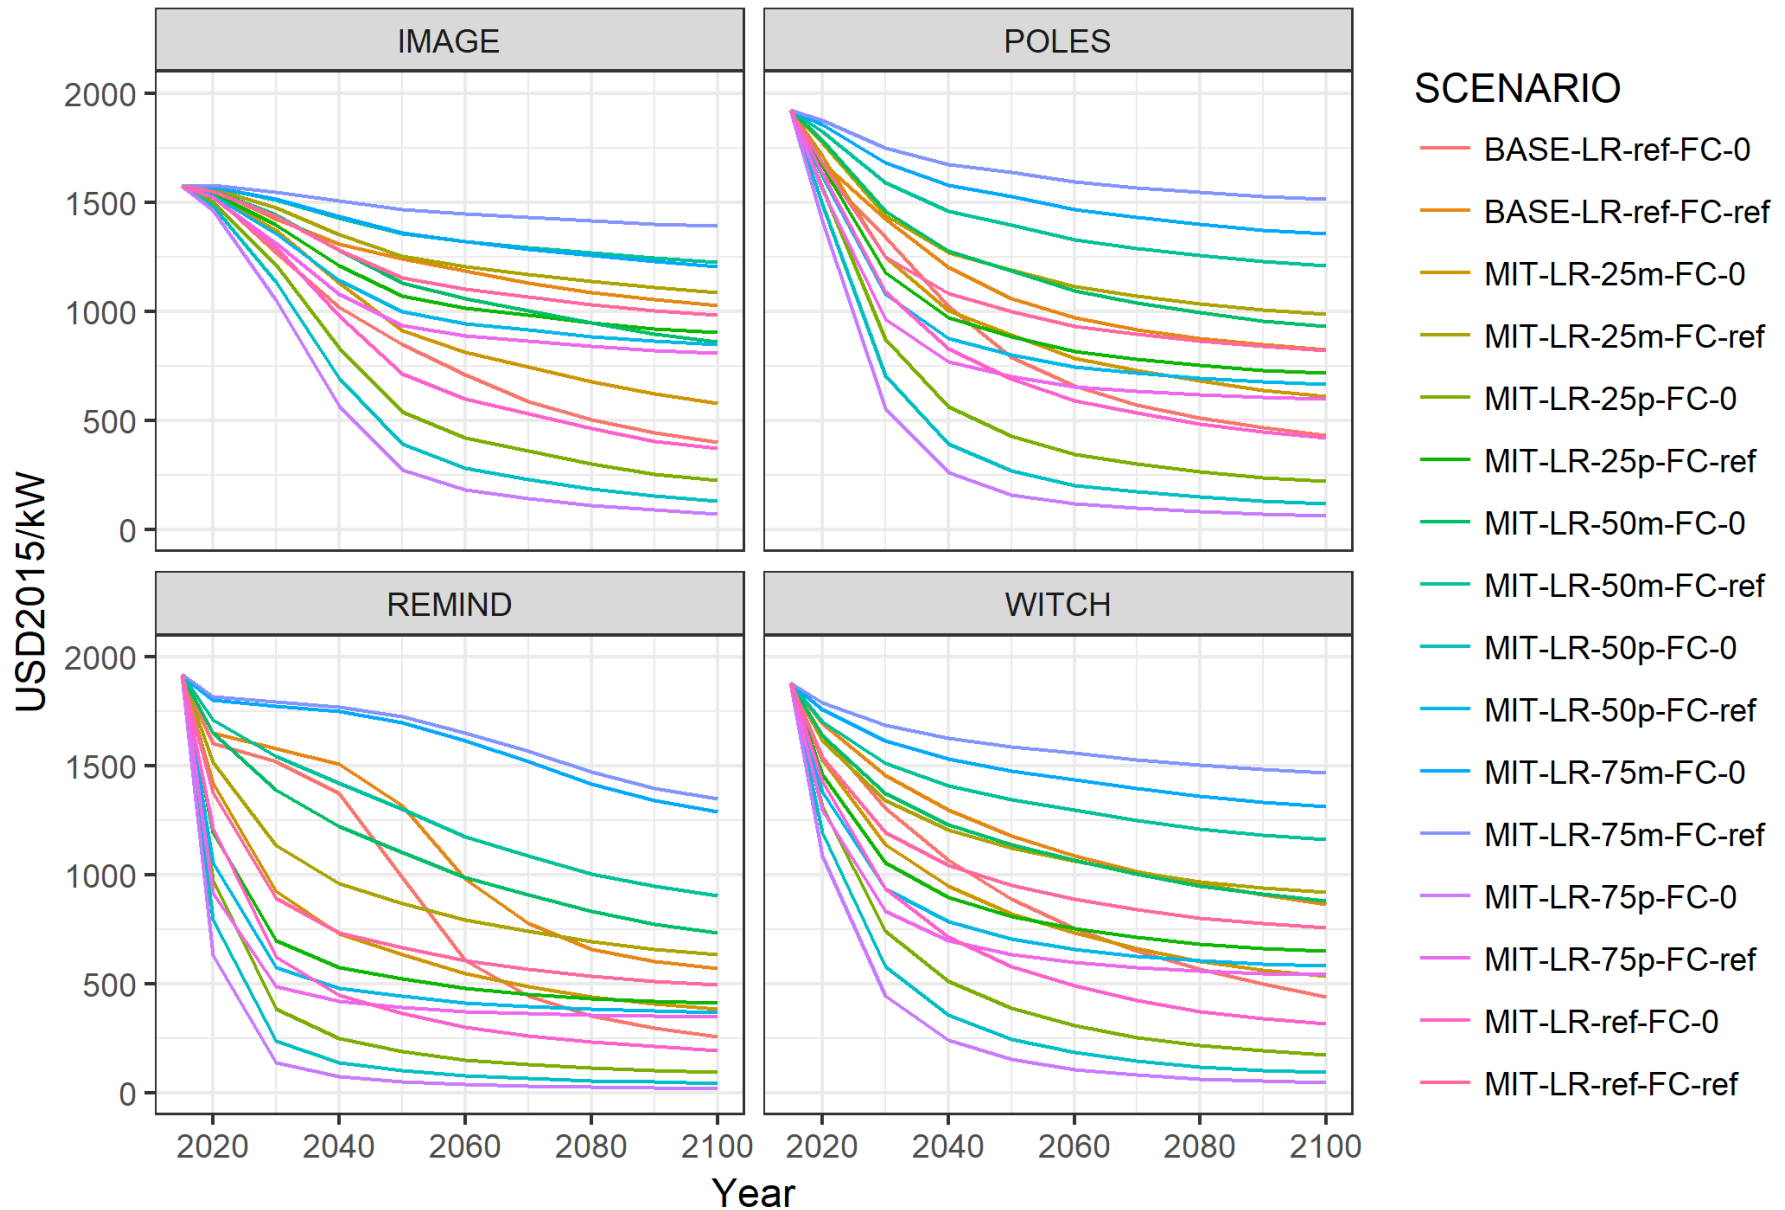 IMAGE
POLES
2000
1500
1000
500
0
REMIND
WITCH
2000
1500
1000
500
0
2020 2040 2060 2080 2100
2020 2040 2060 2080 2100
Year
USD2015/kW
SCENARIO
BASE-LR-ref-FC-0
BASE-LR-ref-FC-ref
MIT-LR-25m-FC-0
MIT-LR-25m-FC-ref
MIT-LR-25p-FC-0
MIT-LR-25p-FC-ref
MIT-LR-50m-FC-0
MIT-LR-50m-FC-ref
MIT-LR-50p-FC-0
MIT-LR-50p-FC-ref
MIT-LR-75m-FC-0
MIT-LR-75m-FC-ref
MIT-LR-75p-FC-0
MIT-LR-75p-FC-ref
MIT-LR-ref-FC-0
MIT-LR-ref-FC-ref